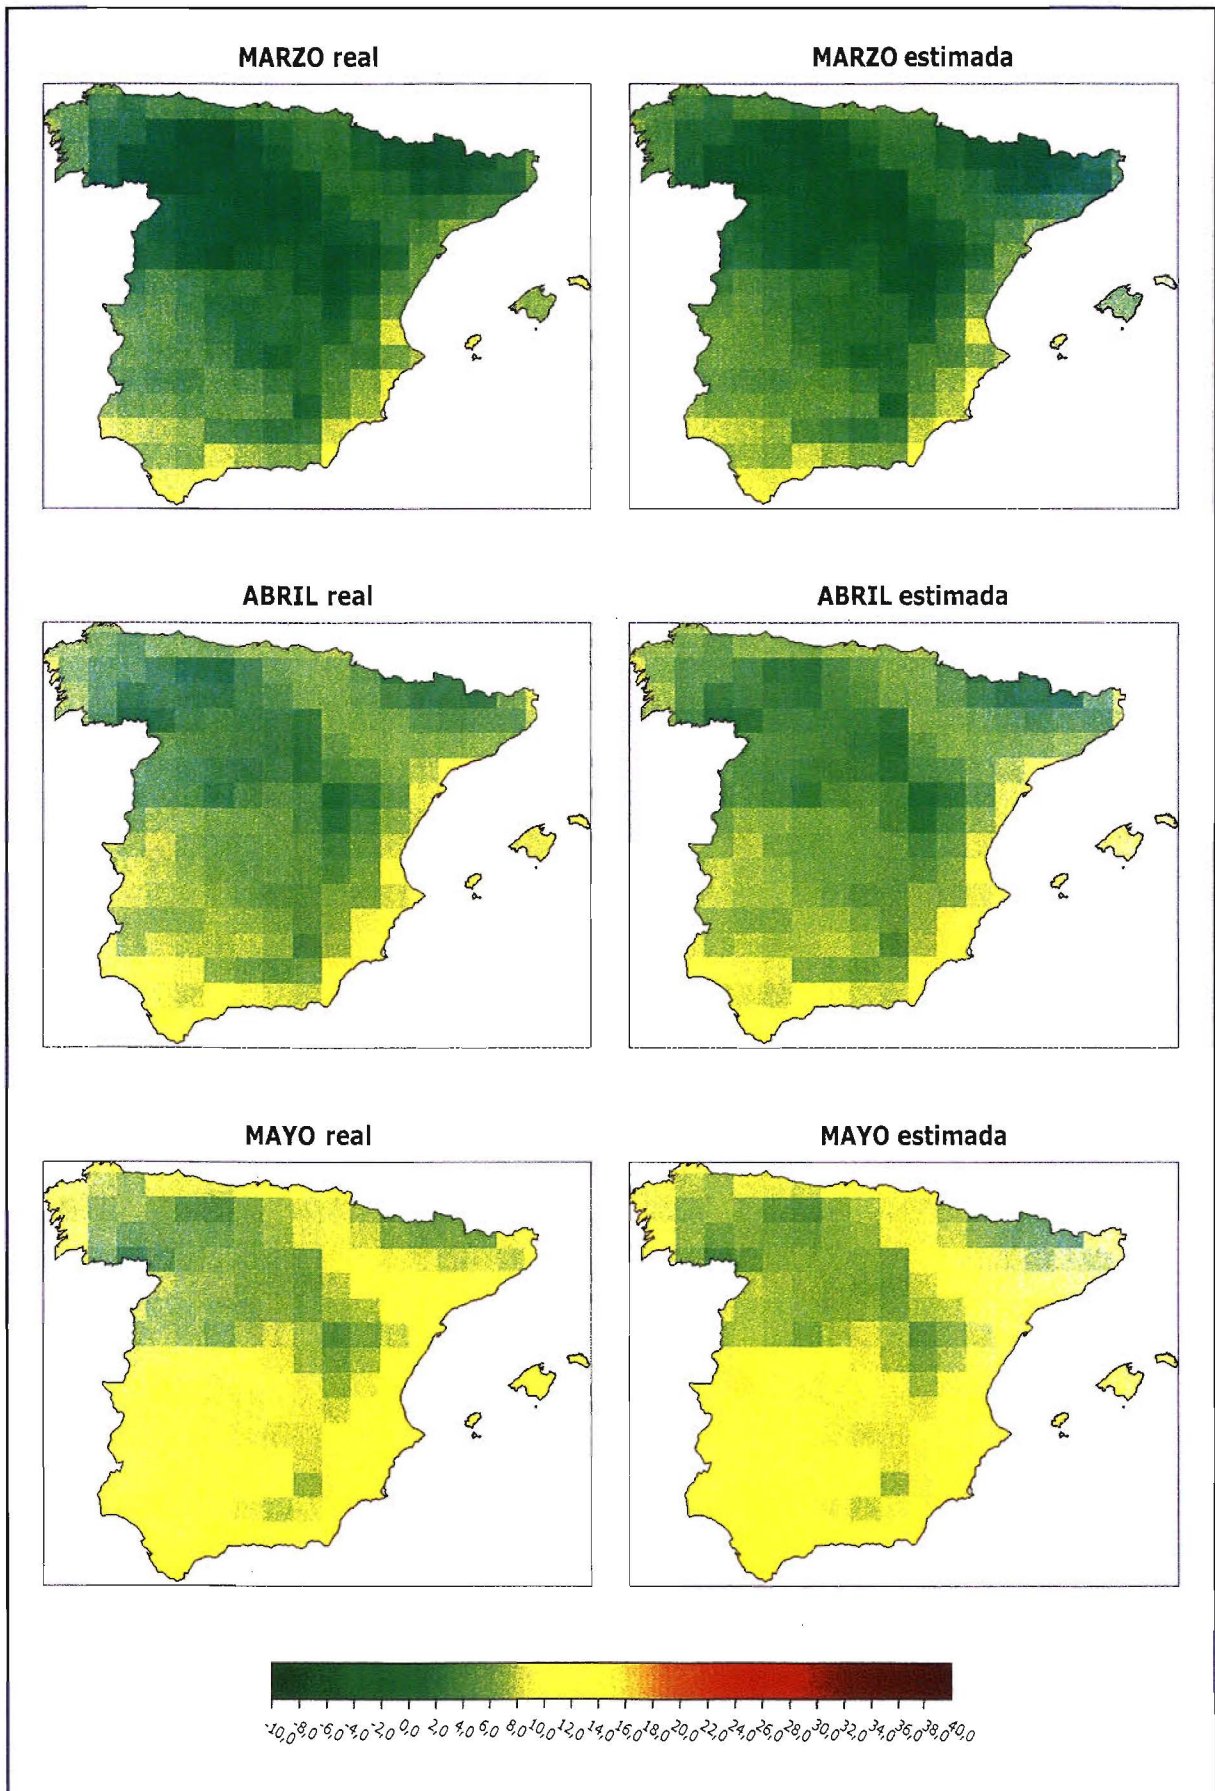 MARZO real
MARZO estimada
ABRIL real
ABRIL estimada
MAYO real
MAYO estimada
-10,0 -8,0 -6,0 -4,0 -2,0 0,0 2,0 4,0 6,0 8,0 10,0 12,0 14,0 16,0 18,0 20,0 22,0 24,0 26,0 28,0 30,0 32,0 34,0 36,0 38,0 40,0